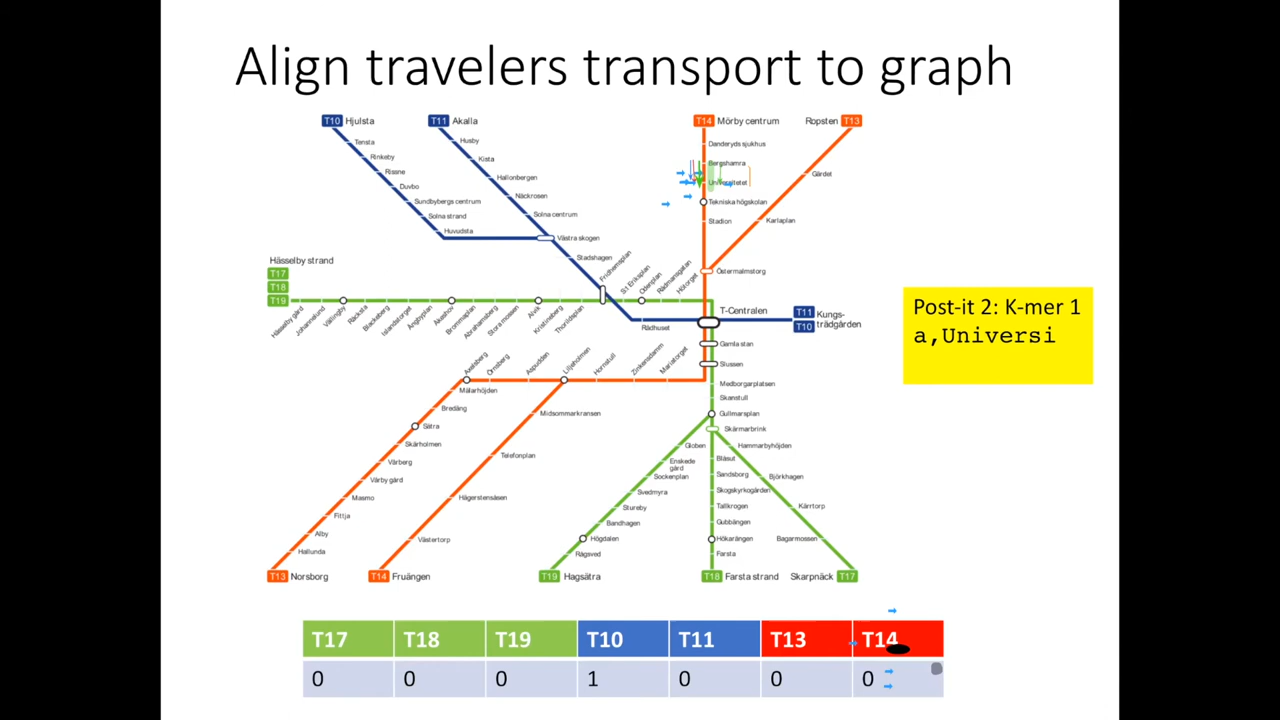 Align travelers transport to graph
T10 Hjulsta
T11 Akalla
T14 Mörby centrum
Ropsten T13
Tensta
Rinkeby
Rissne
Duvbo
Sundbybergs centrum
Solna strand
Huvudsta
Husby
Kista
Hallonbergen
Näckrosen
Solna centrum
Västra skogen
Stadshagen
Fridhemsplan
Danderyds sjukhus
Bergshamra
Universitetet
Tekniska högskolan
Stadion
Gärdet
Karlaplan
Östermalmstorg
Hässelby strand
T17
T18
T19
Hässelby gård
Johannelund
Vällingby
Råcksta
Blackeberg
Islandstorget
Ängbyplan
Åkeshov
Brommaplan
Abrahamsberg
Stora mossen
Alvik
Kristineberg
Thorildsplan
S:t Eriksplan
Odenplan
Rådmansgatan
Hötorget
T-Centralen
T11
T10
Kungs-
trädgården
Rådhuset
Gamla stan
Slussen
Medborgarplatsen
Skanstull
Gullmarsplan
Skärmarbrink
Axelsberg
Örnsberg
Aspudden
Liljeholmen
Hornstull
Zinkensdamm
Mariatorget
Mälarhöjden
Bredäng
Sätra
Skärholmen
Vårberg
Vårby gård
Masmo
Fittja
Alby
Hallunda
T13 Norsborg
Midsommarkransen
Telefonplan
Hägerstensåsen
Västertorp
T14 Fruängen
Globen
Enskede
gård
Sockenplan
Svedmyra
Stureby
Bandhagen
Högdalen
Rågsved
T19 Hagsätra
Blåsut
Sandsborg
Skogskyrkogården
Tallkrogen
Gubbängen
Hökarängen
Farsta
T18 Farsta strand
Hammarbyhöjden
Björkhagen
Kärrtorp
Bagarmossen
Skarpnäck T17
Post-it 2: K-mer 1
a,Universi
T17 T18 T19 T10 T11 T13 T14
0 0 0 1 0 0 0